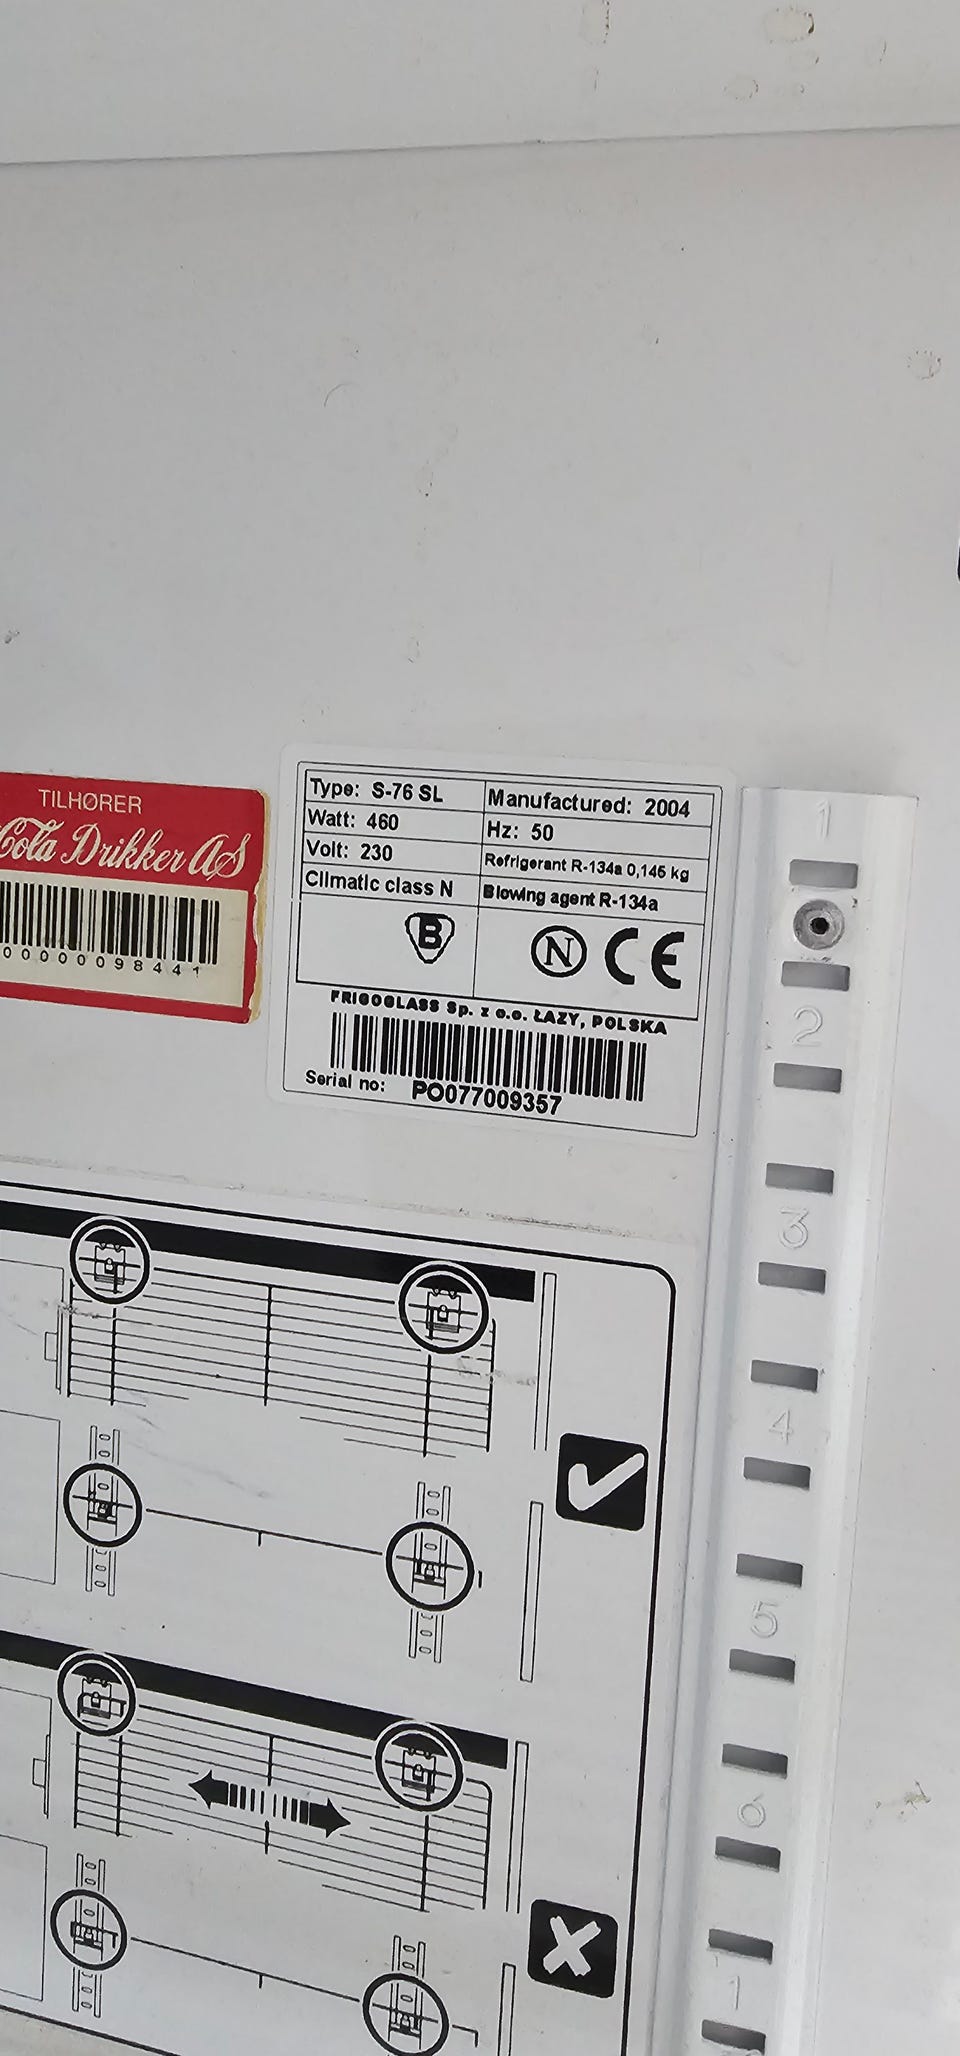 TILHØRER
Cola Drikker AS
00000098441
Type: S-76 SL
Manufactured: 2004
Watt: 460
Hz: 50
Volt: 230
Refrigerant R-134a 0,145 kg
Climatic class N
Blowing agent R-134a
B
N CE
FRIGOGLASS Sp. z o.o. ŁAZY, POLSKA
Serial no: PO077009357
1
2
3
4
5
6
1